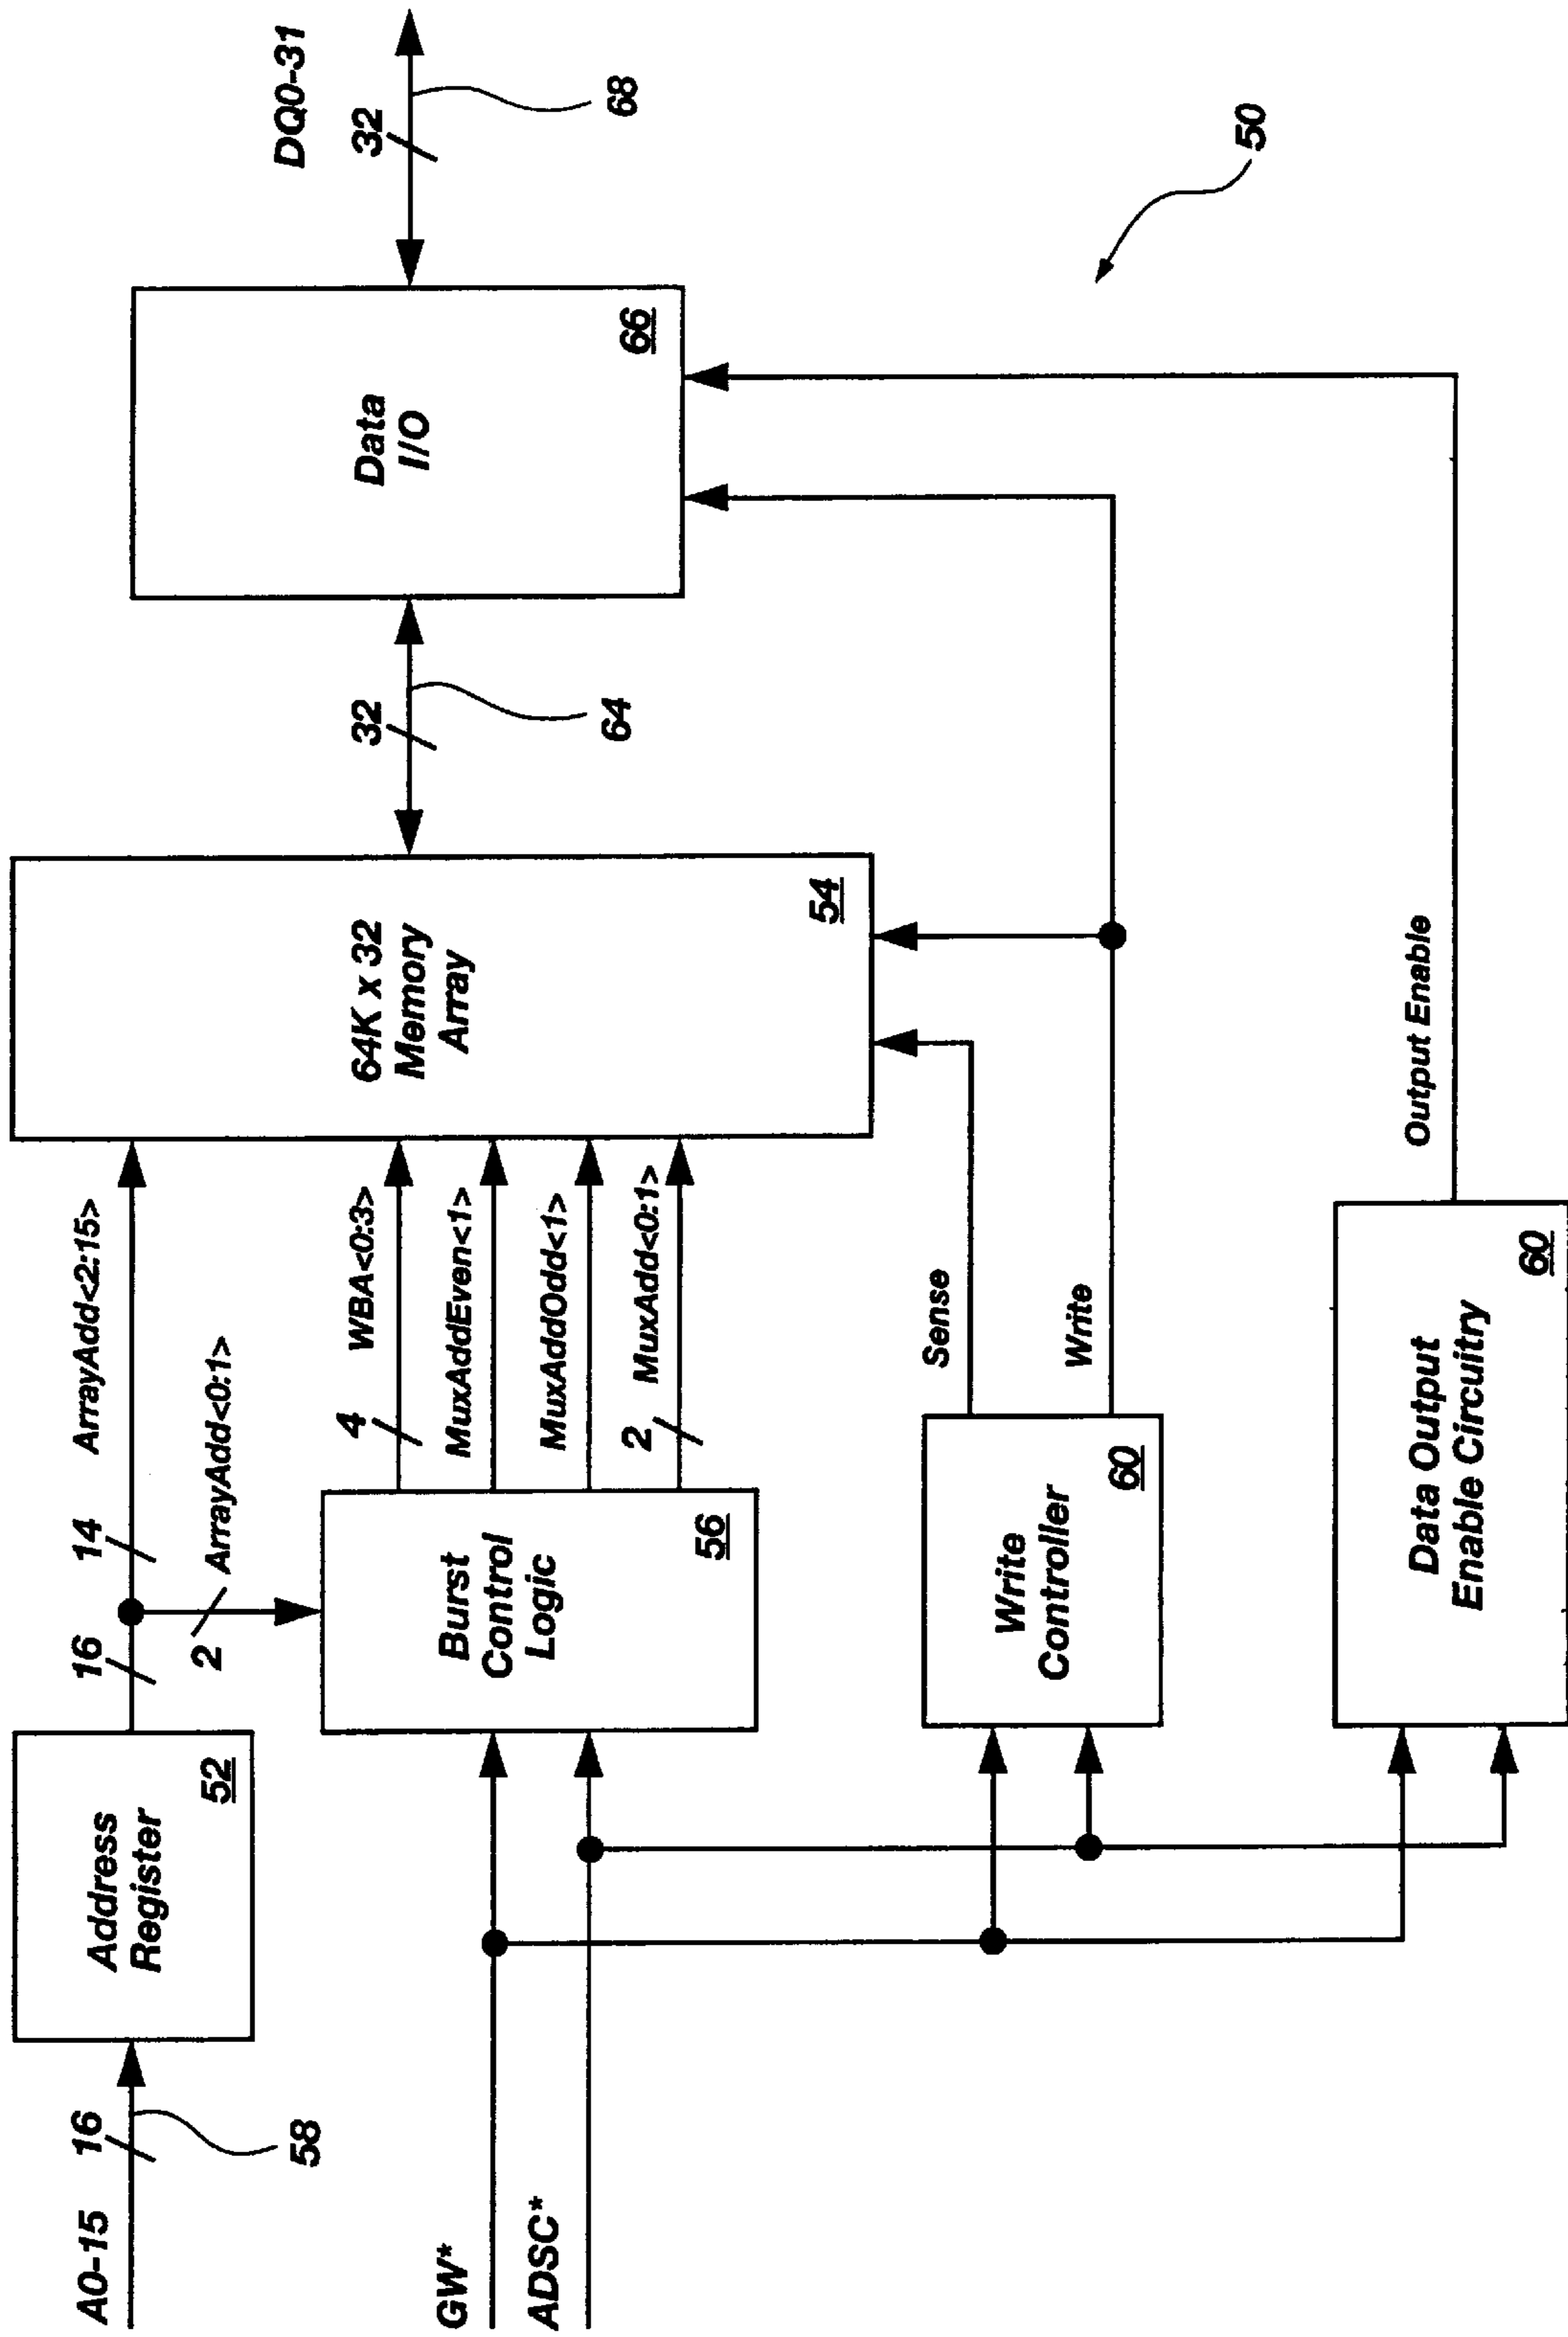 A0-15
16
58
Address
Register
52
16
14
ArrayAdd<2:15>
2
ArrayAdd<0:1>
GW*
ADSC*
Burst
Control
Logic
56
4
WBA<0:3>
MuxAddEven<1>
MuxAddOdd<1>
2
MuxAdd<0:1>
64K x 32
Memory
Array
54
32
64
Data
I/O
66
DQ0-31
32
68
Write
Controller
60
Sense
Write
Data Output
Enable Circuitry
60
Output Enable
50